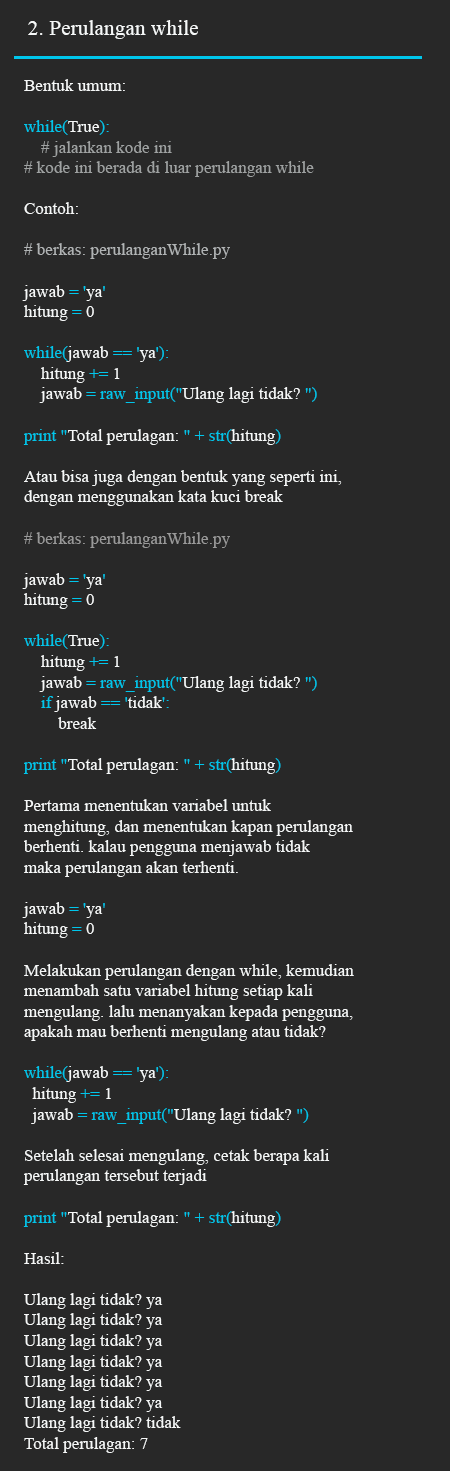 2. Perulangan while
Bentuk umum:
while(True):
# jalankan kode ini
# kode ini berada di luar perulangan while
Contoh:
# berkas: perulanganWhile.py
jawab = 'ya'
hitung = 0
while(jawab == 'ya'):
hitung += 1
jawab = raw_input("Ulang lagi tidak? ")
print "Total perulagan: " + str(hitung)
Atau bisa juga dengan bentuk yang seperti ini,
dengan menggunakan kata kuci break
# berkas: perulanganWhile.py
jawab = 'ya'
hitung = 0
while(True):
hitung += 1
jawab = raw_input("Ulang lagi tidak? ")
if jawab == 'tidak':
break
print "Total perulagan: " + str(hitung)
Pertama menentukan variabel untuk
menghitung, dan menentukan kapan perulangan
berhenti. kalau pengguna menjawab tidak
maka perulangan akan terhenti.
jawab = 'ya'
hitung = 0
Melakukan perulangan dengan while, kemudian
menambah satu variabel hitung setiap kali
mengulang. lalu menanyakan kepada pengguna,
apakah mau berhenti mengulang atau tidak?
while(jawab == 'ya'):
hitung += 1
jawab = raw_input("Ulang lagi tidak? ")
Setelah selesai mengulang, cetak berapa kali
perulangan tersebut terjadi
print "Total perulagan: " + str(hitung)
Hasil:
Ulang lagi tidak? ya
Ulang lagi tidak? ya
Ulang lagi tidak? ya
Ulang lagi tidak? ya
Ulang lagi tidak? ya
Ulang lagi tidak? ya
Ulang lagi tidak? tidak
Total perulagan: 7